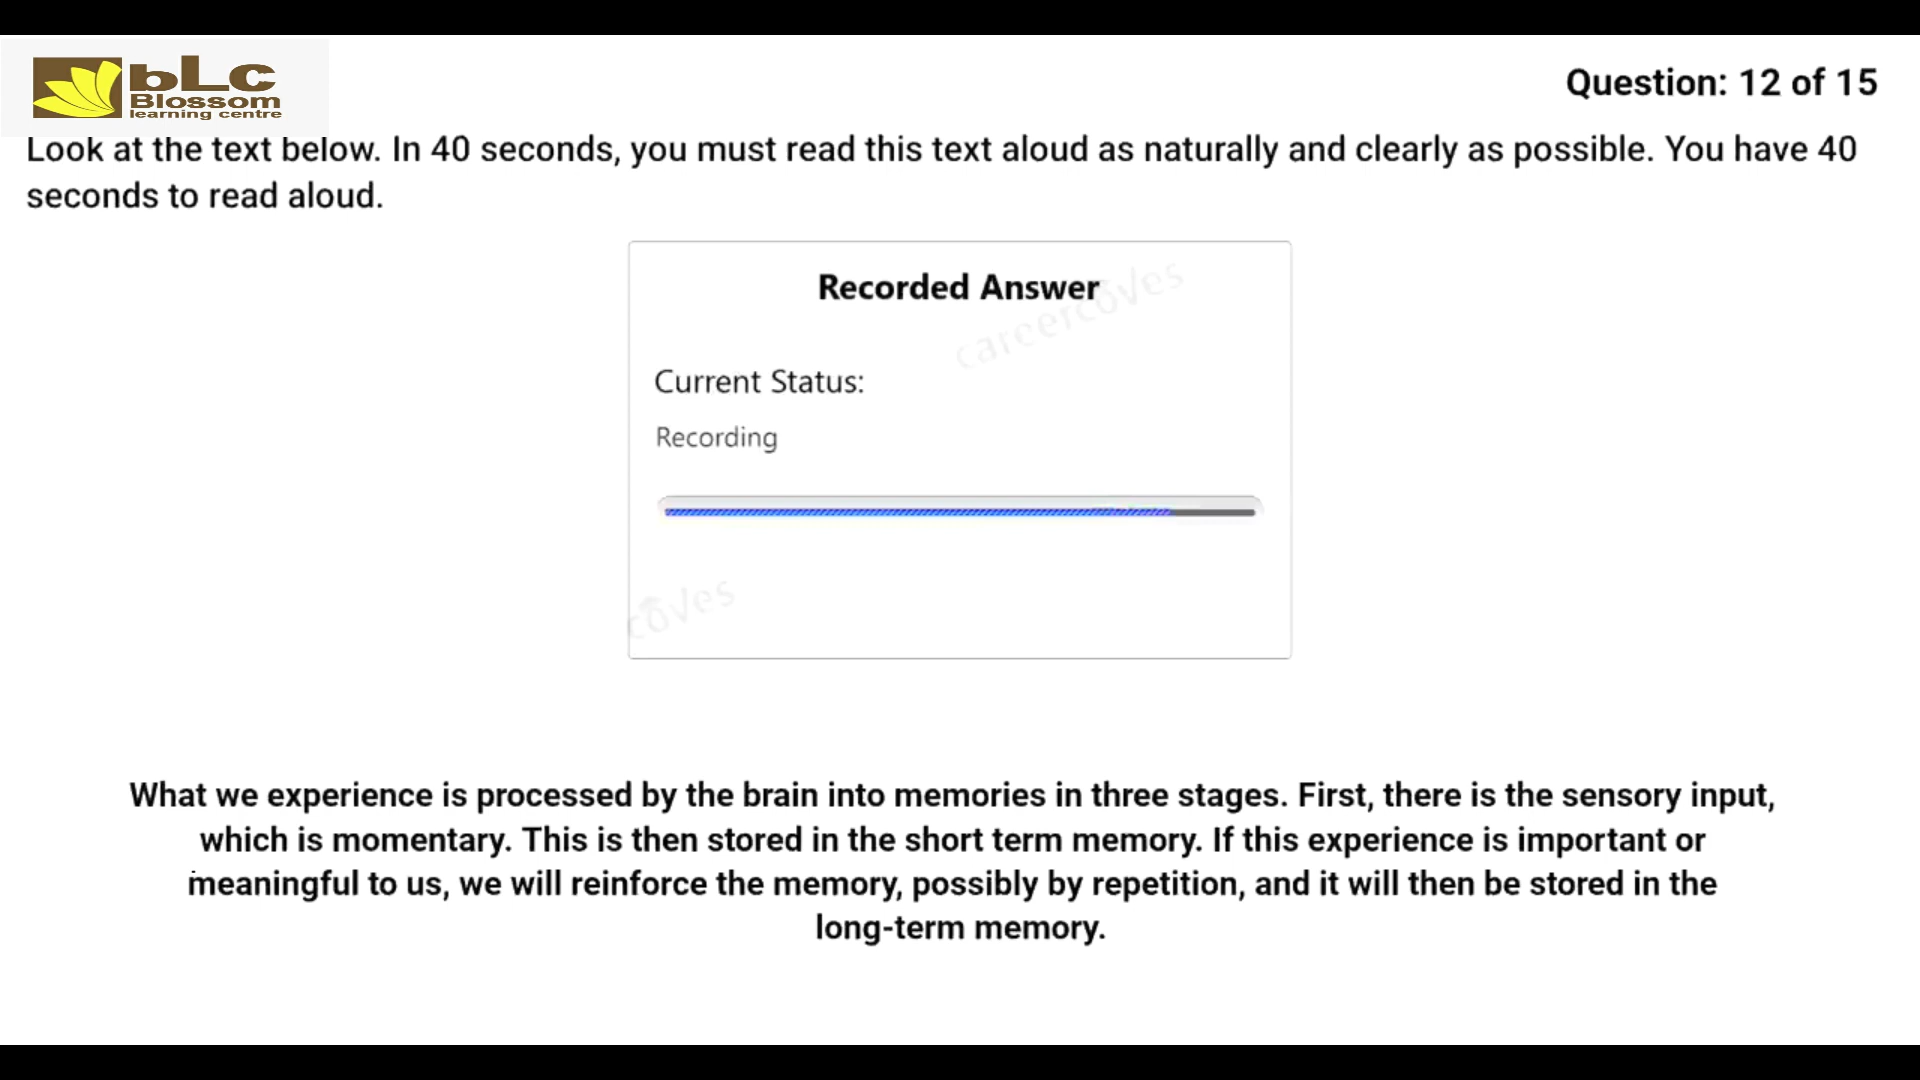 bLc
Blossom
learning centre
Question: 12 of 15
Look at the text below. In 40 seconds, you must read this text aloud as naturally and clearly as possible. You have 40
seconds to read aloud.
Recorded Answer
careercoves
Current Status:
Recording
coves
What we experience is processed by the brain into memories in three stages. First, there is the sensory input,
which is momentary. This is then stored in the short term memory. If this experience is important or
meaningful to us, we will reinforce the memory, possibly by repetition, and it will then be stored in the
long-term memory.